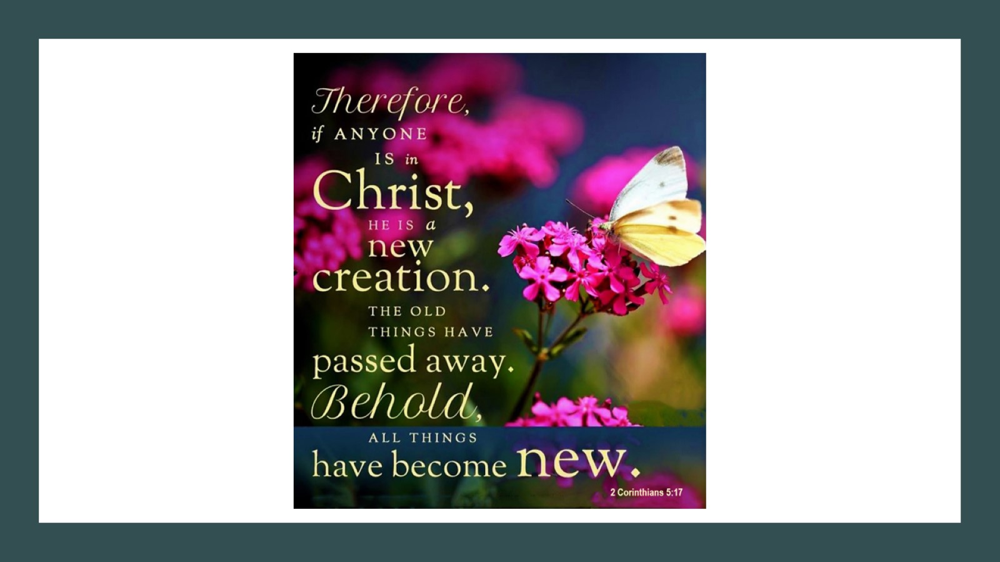 Therefore,
if ANYONE
IS in
Christ,
HE IS a
new
creation.
THE OLD
THINGS HAVE
passed away.
Behold,
ALL THINGS
have become new.
2 Corinthians 5:17